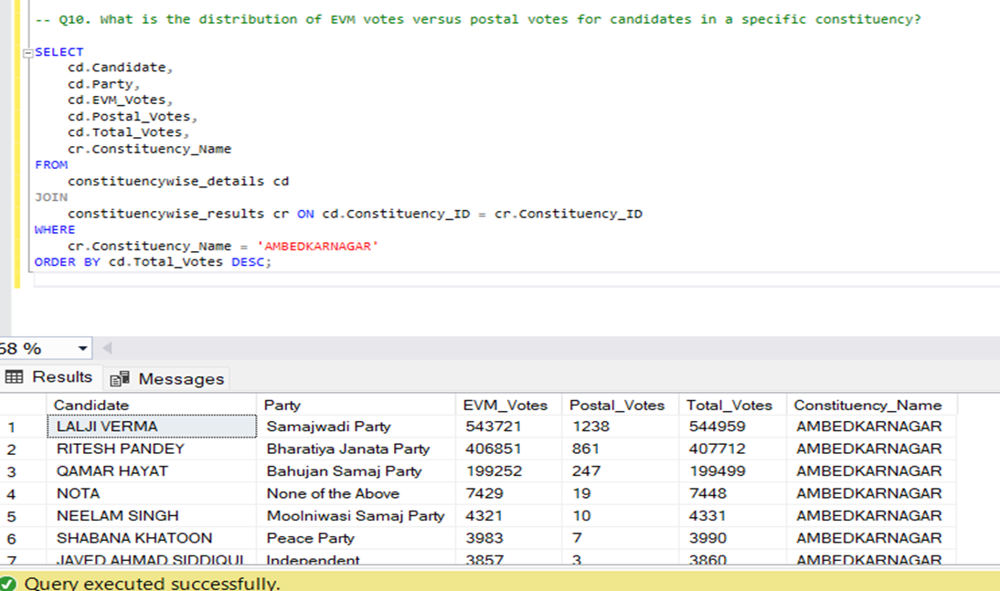 -- Q10. What is the distribution of EVM votes versus postal votes for candidates in a specific constituency?
SELECT
cd.Candidate,
cd.Party,
cd.EVM_Votes,
cd.Postal_Votes,
cd.Total_Votes,
cr.Constituency_Name
FROM
constituencywise_details cd
JOIN
constituencywise_results cr ON cd.Constituency_ID = cr.Constituency_ID
WHERE
cr.Constituency_Name = 'AMBEDKARNAGAR'
ORDER BY cd.Total_Votes DESC;
68 %
Results Messages
Candidate Party EVM_Votes Postal_Votes Total_Votes Constituency_Name
1 LALJI VERMA Samajwadi Party 543721 1238 544959 AMBEDKARNAGAR
2 RITESH PANDEY Bharatiya Janata Party 406851 861 407712 AMBEDKARNAGAR
3 QAMAR HAYAT Bahujan Samaj Party 199252 247 199499 AMBEDKARNAGAR
4 NOTA None of the Above 7429 19 7448 AMBEDKARNAGAR
5 NEELAM SINGH Moolniwasi Samaj Party 4321 10 4331 AMBEDKARNAGAR
6 SHABANA KHATOON Peace Party 3983 7 3990 AMBEDKARNAGAR
7 JAVED AHMAD SIDDIQUI Independent 3857 3 3860 AMBEDKARNAGAR
Query executed successfully.